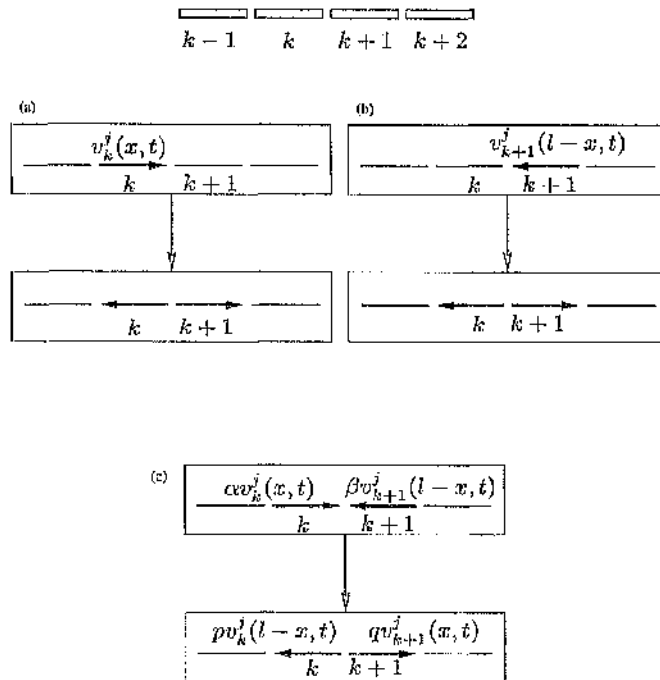 k − 1 k k + 1 k + 2
(a) (b)
v_k^j(x, t) v_{k+1}^j(l − x, t)
k k + 1 k k + 1
k k + 1 k k + 1
(c)
αv_k^j(x, t) βv_{k+1}^j(l − x, t)
k k + 1
pv_k^j(l − x, t) qv_{k+1}^j(x, t)
k k + 1